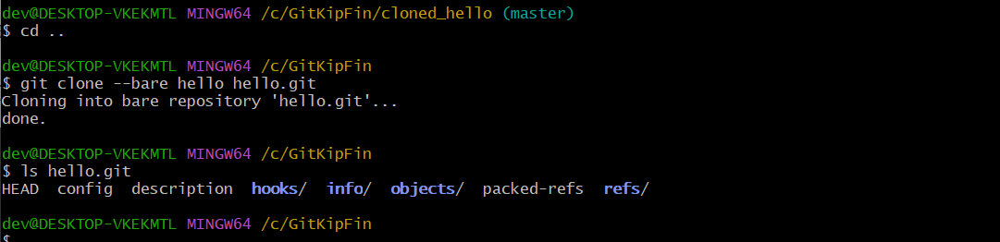 dev@DESKTOP-VKEKMTL MINGW64 /c/GitKipFin/cloned_hello (master)
$ cd ..
dev@DESKTOP-VKEKMTL MINGW64 /c/GitKipFin
$ git clone --bare hello hello.git
Cloning into bare repository 'hello.git'...
done.
dev@DESKTOP-VKEKMTL MINGW64 /c/GitKipFin
$ ls hello.git
HEAD  config  description  hooks/  info/  objects/  packed-refs  refs/
dev@DESKTOP-VKEKMTL MINGW64 /c/GitKipFin
$